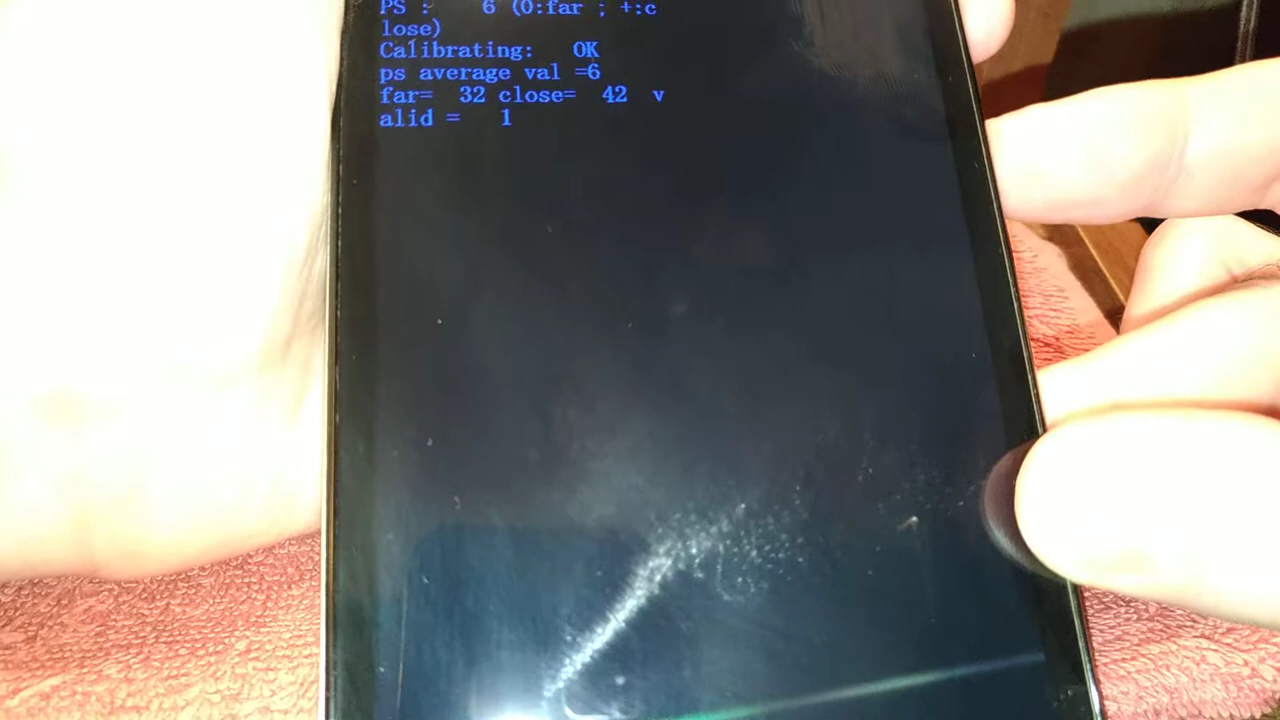 PS :    6 (0:far ; +:c
lose)
Calibrating:   OK
ps average val =6
far=  32 close=  42  v
alid =   1